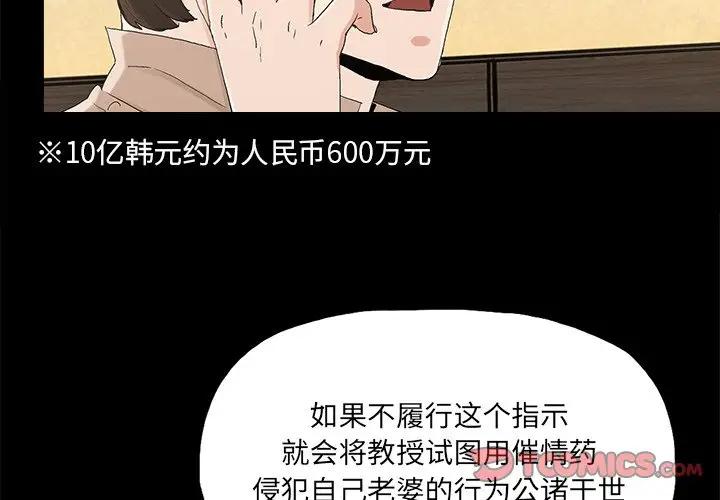 ※10亿韩元约为人民币600万元
如果不履行这个指示
就会将教授试图用催情药
侵犯自己老婆的行为公诸于世
TCOMICS.COM